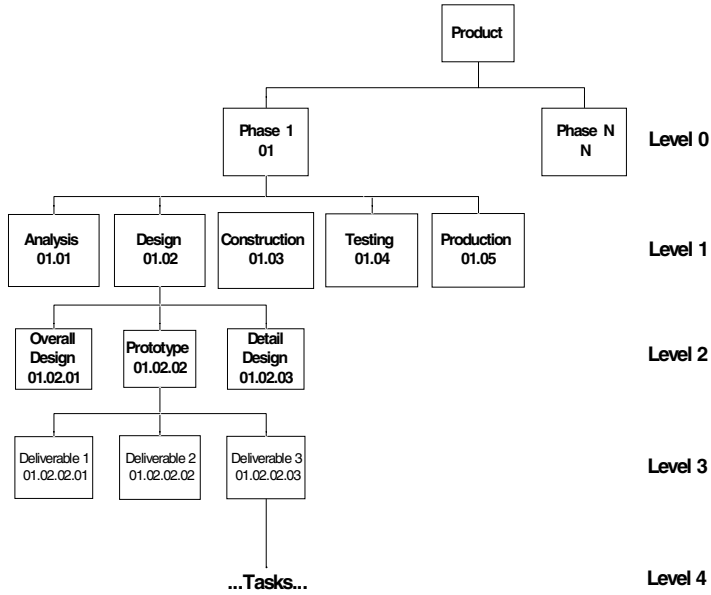 Product
Phase 1
01
Phase N
N
Level 0
Analysis
01.01
Design
01.02
Construction
01.03
Testing
01.04
Production
01.05
Level 1
Overall
Design
01.02.01
Prototype
01.02.02
Detail
Design
01.02.03
Level 2
Deliverable 1
01.02.02.01
Deliverable 2
01.02.02.02
Deliverable 3
01.02.02.03
Level 3
...Tasks...
Level 4